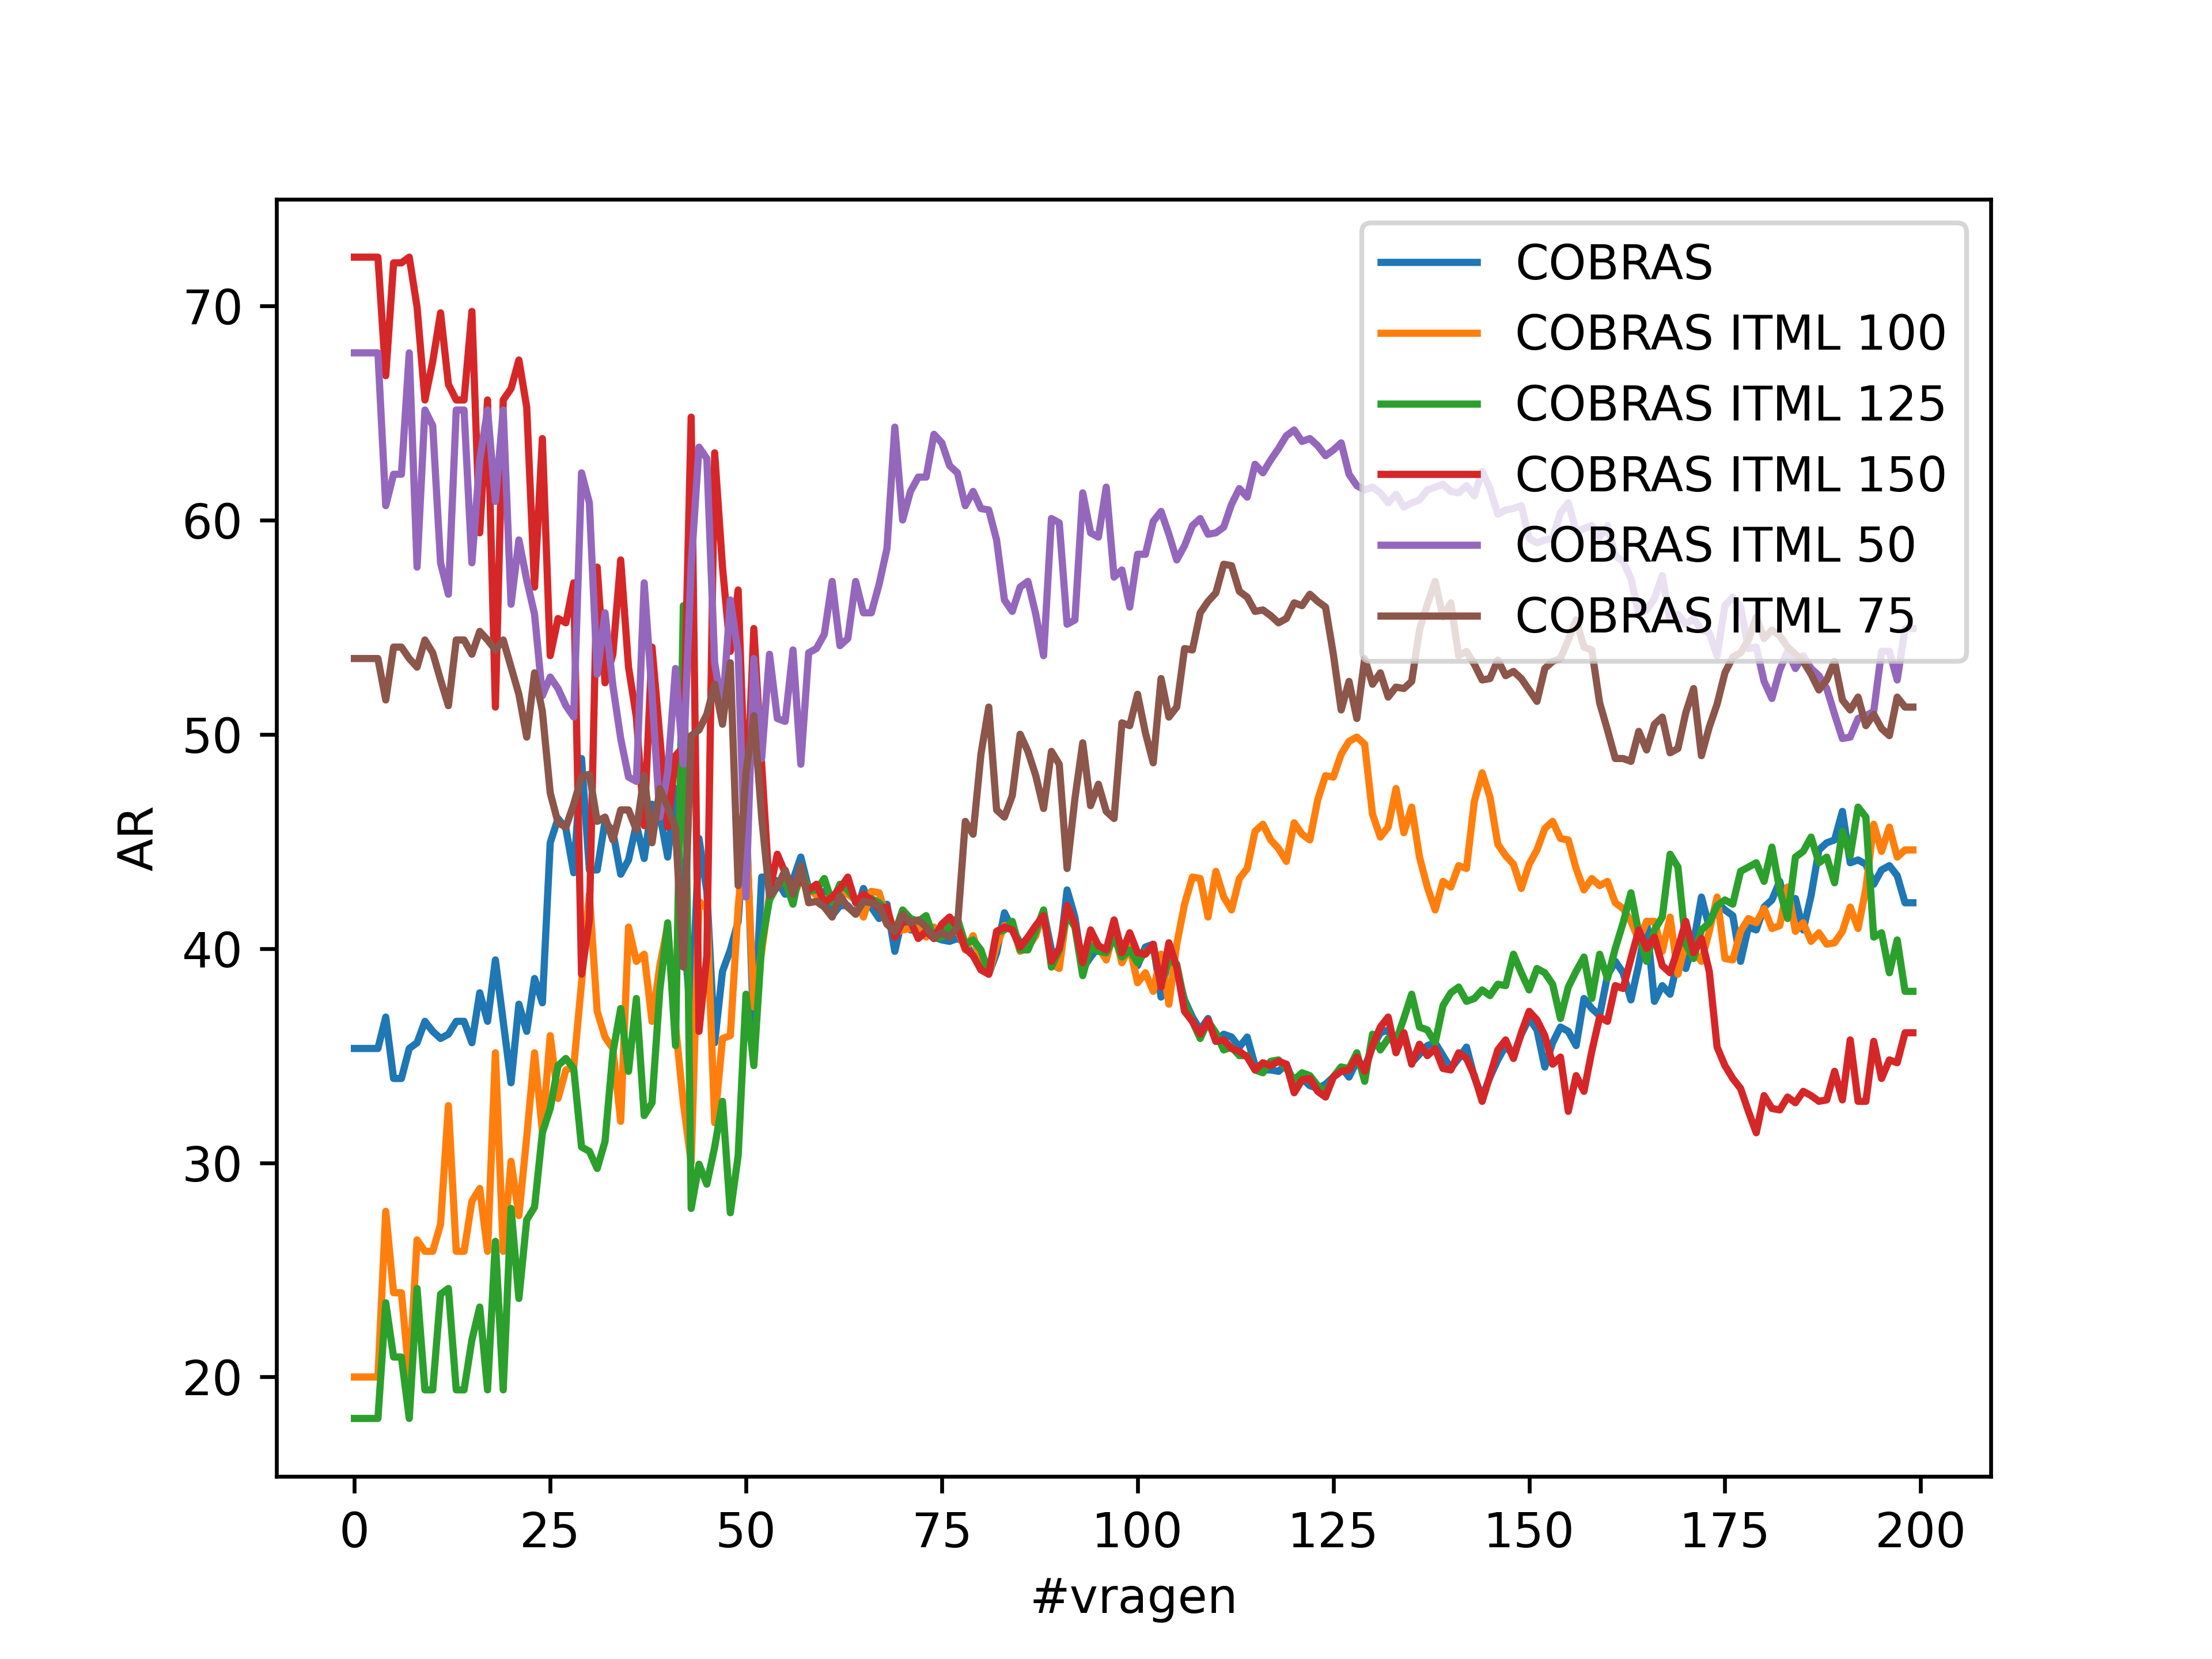 COBRAS
COBRAS ITML 100
COBRAS ITML 125
COBRAS ITML 150
COBRAS ITML 50
COBRAS ITML 75
70
60
50
40
30
20
AR
0 25 50 75 100 125 150 175 200
#vragen